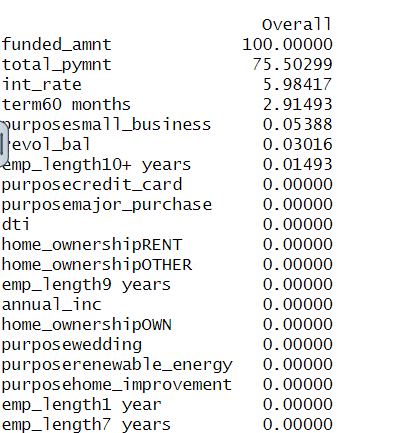 Overall
funded_amnt 100.00000
total_pymnt 75.50299
int_rate 5.98417
term60 months 2.91493
purposesmall_business 0.05388
revol_bal 0.03016
emp_length10+ years 0.01493
purposecredit_card 0.00000
purposemajor_purchase 0.00000
dti 0.00000
home_ownershipRENT 0.00000
home_ownershipOTHER 0.00000
emp_length9 years 0.00000
annual_inc 0.00000
home_ownershipOWN 0.00000
purposewedding 0.00000
purposerenewable_energy 0.00000
purposehome_improvement 0.00000
emp_length1 year 0.00000
emp_length7 years 0.00000